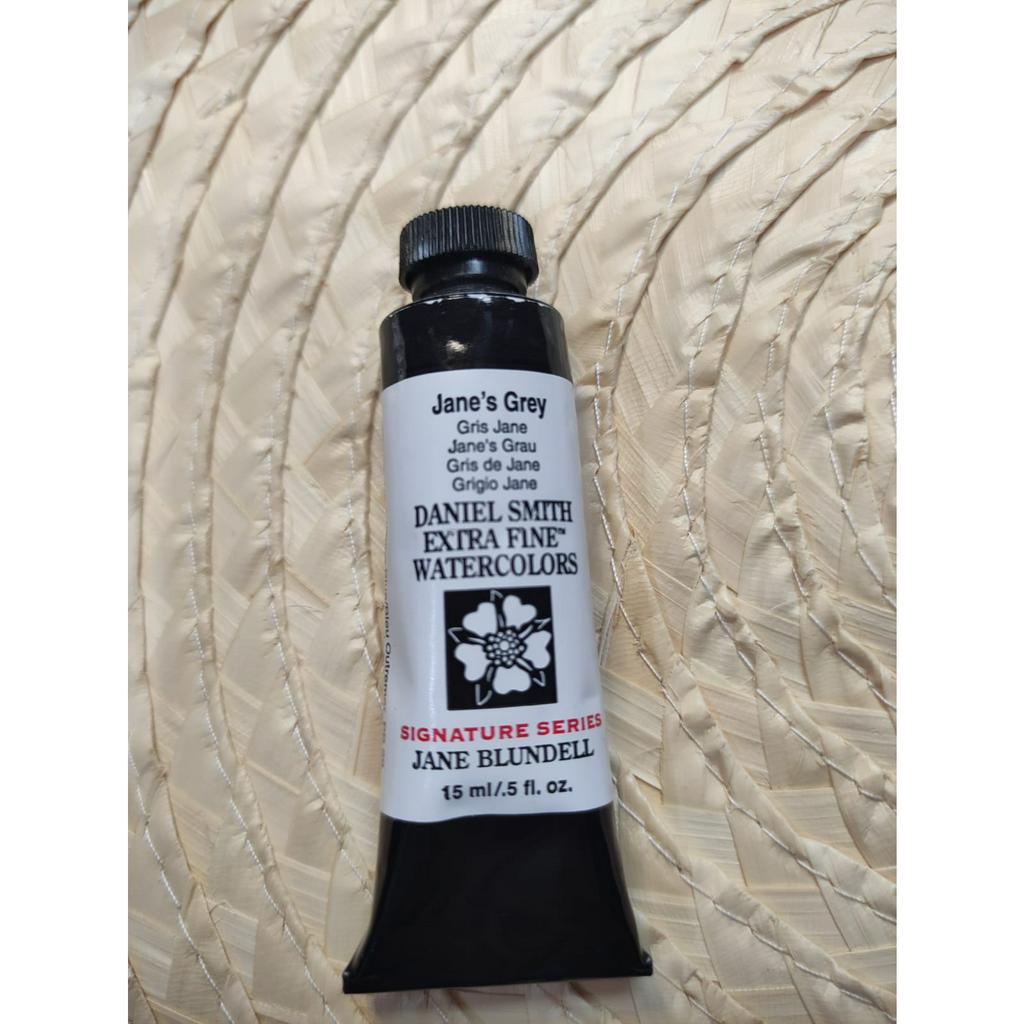 Jane's Grey
Gris Jane
Jane's Grau
Gris de Jane
Grigio Jane
DANIEL SMITH
EXTRA FINE™
WATERCOLORS
SIGNATURE SERIES
JANE BLUNDELL
15 ml/.5 fl. oz.